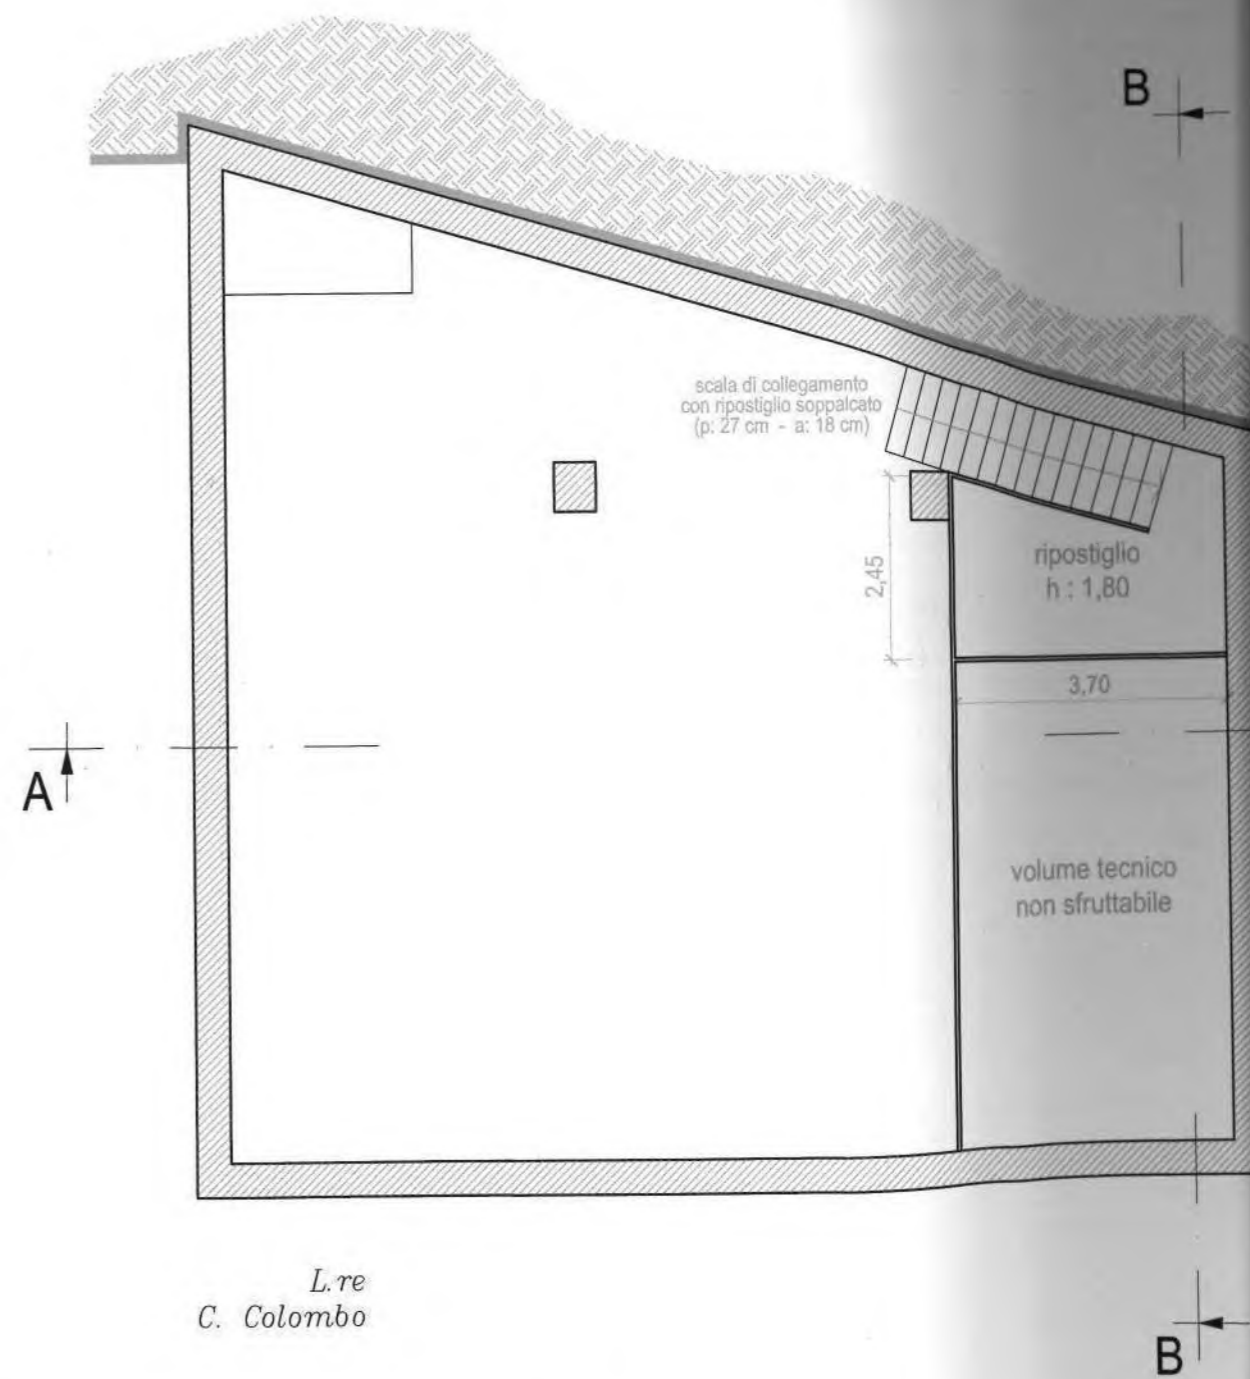 B
scala di collegamento
con ripostiglio soppalcato
(p: 27 cm - a: 18 cm)
2,45
ripostiglio
h : 1,80
3,70
A
volume tecnico
non sfruttabile
L.re
C. Colombo
B